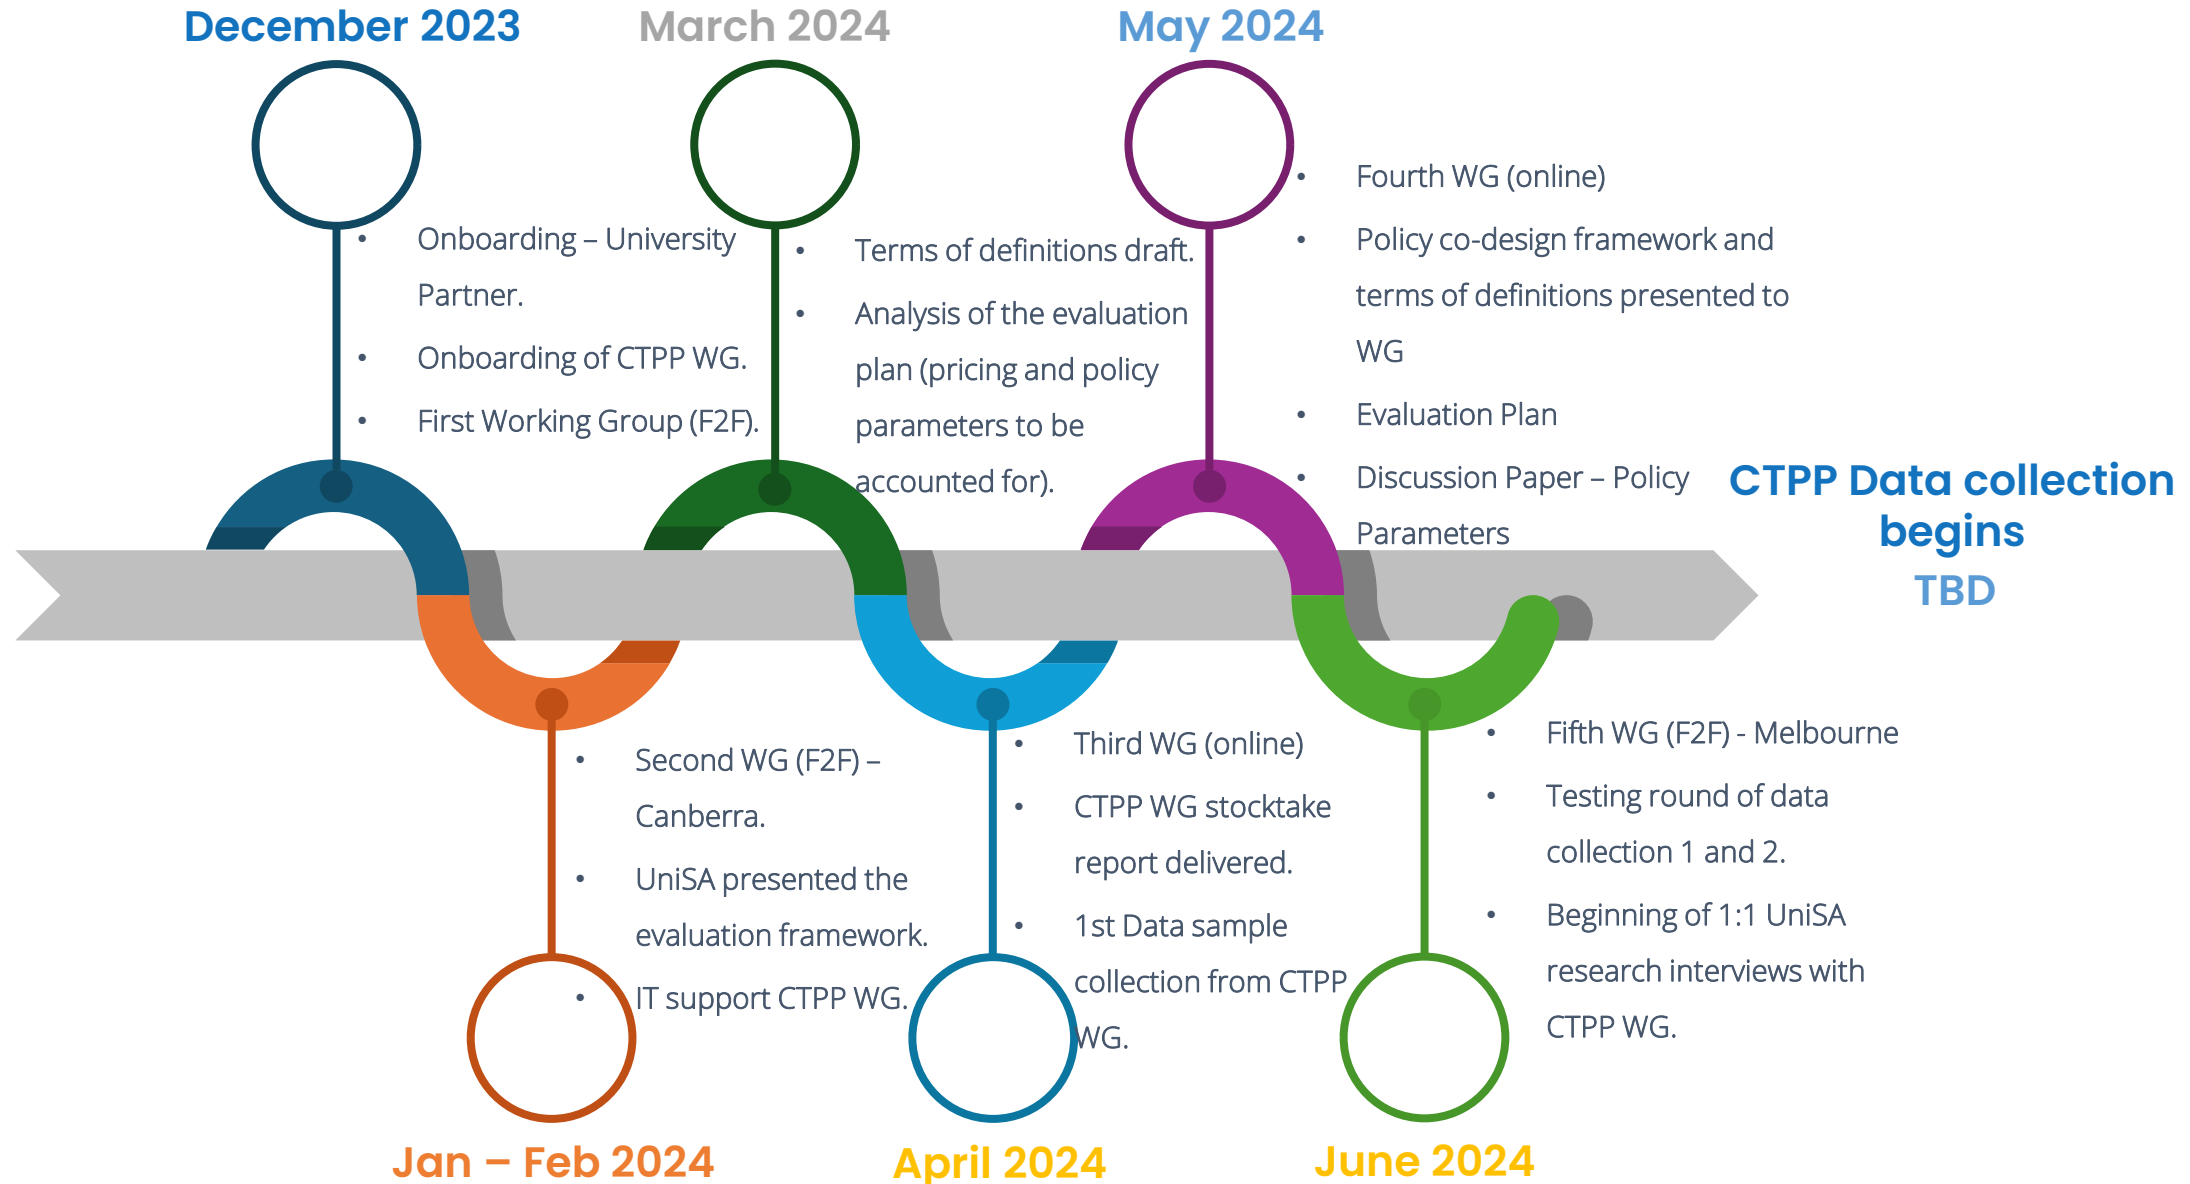 December 2023
• Onboarding – University
Partner.
• Onboarding of CTPP WG.
• First Working Group (F2F).
Jan – Feb 2024
• Second WG (F2F) –
Canberra.
• UniSA presented the
evaluation framework.
• IT support CTPP WG.
March 2024
• Terms of definitions draft.
• Analysis of the evaluation
plan (pricing and policy
parameters to be
accounted for).
April 2024
• Third WG (online)
• CTPP WG stocktake
report delivered.
• 1st Data sample
collection from CTPP
WG.
May 2024
• Fourth WG (online)
• Policy co-design framework and
terms of definitions presented to
WG
• Evaluation Plan
• Discussion Paper – Policy
Parameters
June 2024
• Fifth WG (F2F) - Melbourne
• Testing round of data
collection 1 and 2.
• Beginning of 1:1 UniSA
research interviews with
CTPP WG.
CTPP Data collection
begins
TBD